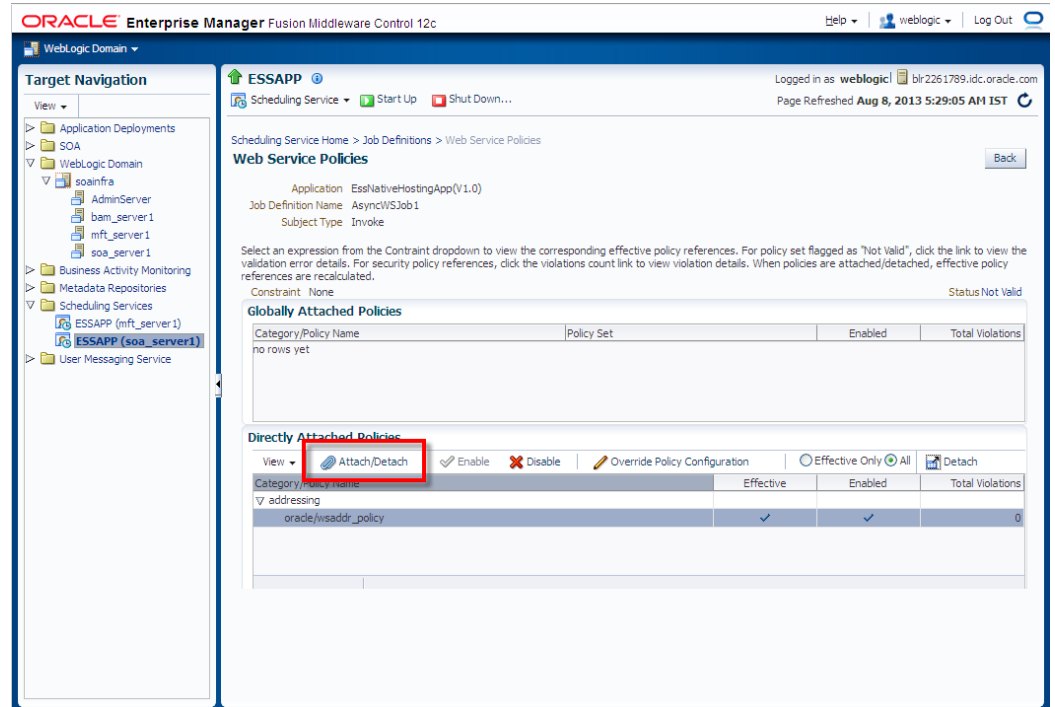 ORACLE Enterprise Manager Fusion Middleware Control 12c
Help weblogic Log Out
WebLogic Domain
Target Navigation
View
Application Deployments
SOA
WebLogic Domain
soainfra
AdminServer
bam_server1
mft_server1
soa_server1
Business Activity Monitoring
Metadata Repositories
Scheduling Services
ESSAPP (mft_server1)
ESSAPP (soa_server1)
User Messaging Service
ESSAPP
Logged in as weblogic| blr2261789.idc.oracle.com
Scheduling Service Start Up Shut Down...
Page Refreshed Aug 8, 2013 5:29:05 AM IST
Scheduling Service Home > Job Definitions > Web Service Policies
Web Service Policies
Back
Application EssNativeHostingApp(V1.0)
Job Definition Name AsyncWSJob1
Subject Type Invoke
Select an expression from the Contraint dropdown to view the corresponding effective policy references. For policy set flagged as "Not Valid", click the link to view the
validation error details. For security policy references, click the violations count link to view violation details. When policies are attached/detached, effective policy
references are recalculated.
Constraint None
Status Not Valid
Globally Attached Policies
Category/Policy Name Policy Set Enabled Total Violations
no rows yet
Directly Attached Policies
View Attach/Detach Enable Disable Override Policy Configuration Effective Only All Detach
Category/Policy Name Effective Enabled Total Violations
addressing
oracle/wsaddr_policy 0